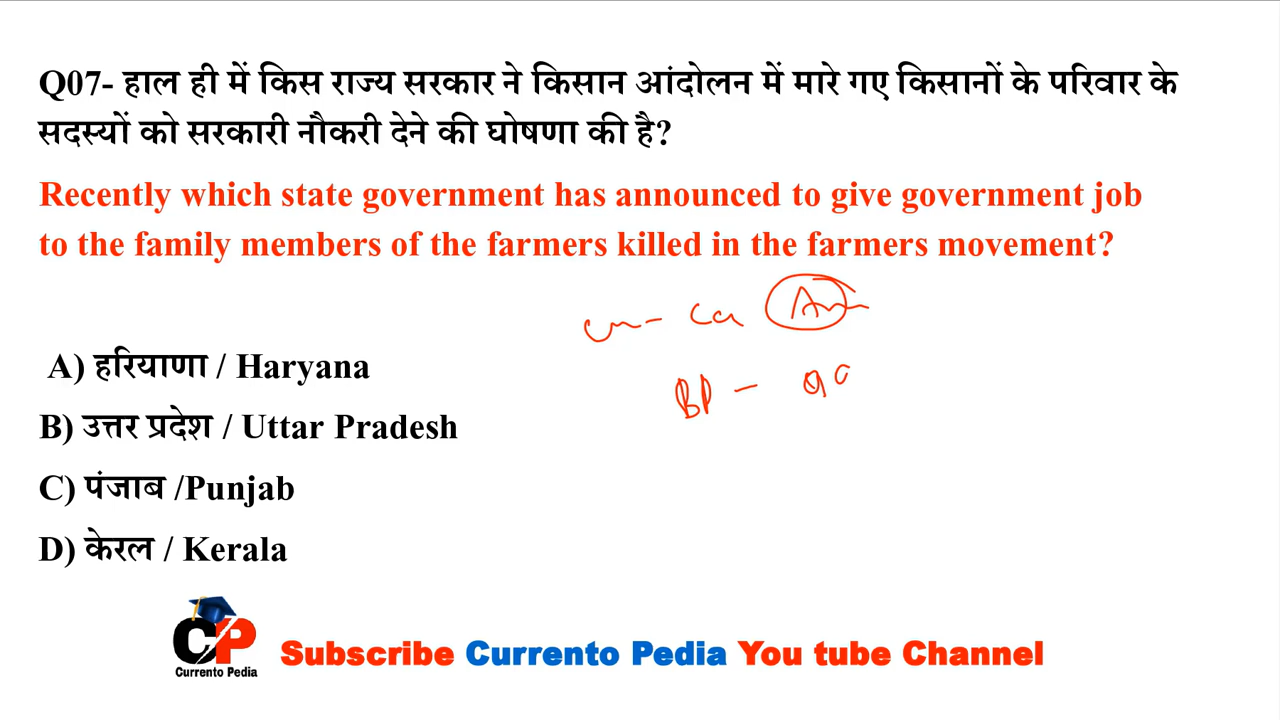 Q07- हाल ही में किस राज्य सरकार ने किसान आंदोलन में मारे गए किसानों के परिवार के
सदस्यों को सरकारी नौकरी देने की घोषणा की है?
Recently which state government has announced to give government job
to the family members of the farmers killed in the farmers movement?
A) हरियाणा / Haryana
B) उत्तर प्रदेश / Uttar Pradesh
C) पंजाब /Punjab
D) केरल / Kerala
BP -
CP
Currento Pedia
Subscribe Currento Pedia You tube Channel